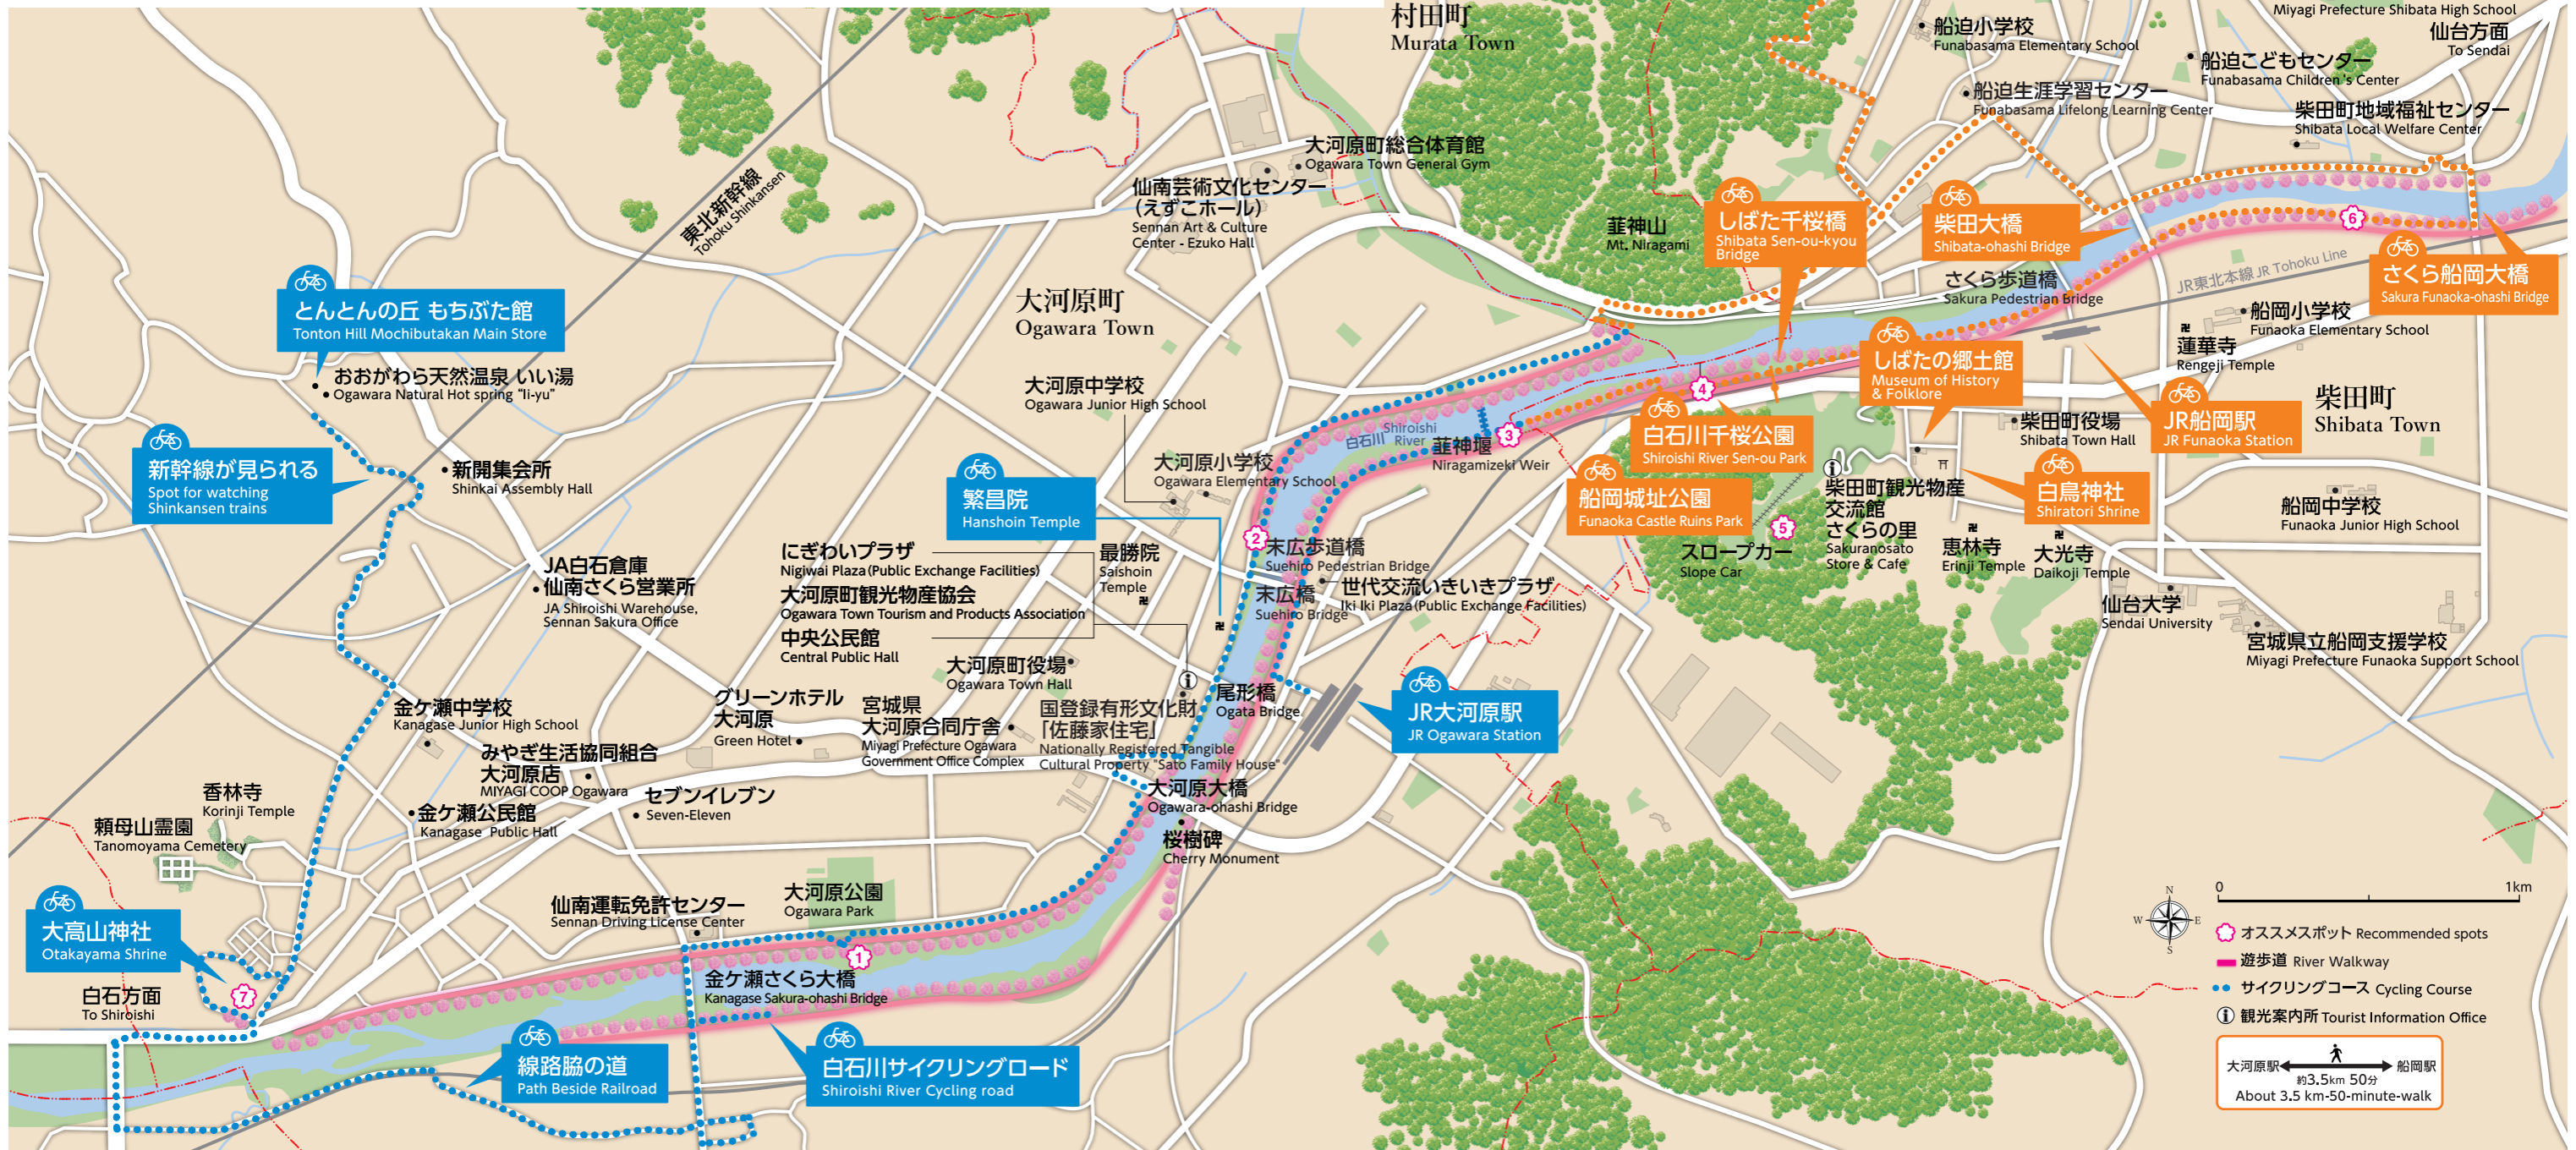 村田町
Murata Town
船迫小学校
Funabasama Elementary School
Miyagi Prefecture Shibata High School
仙台方面
To Sendai
船迫こどもセンター
Funabasama Children's Center
船迫生涯学習センター
Funabasama Lifelong Learning Center
柴田町地域福祉センター
Shibata Local Welfare Center
大河原町総合体育館
Ogawara Town General Gym
仙南芸術文化センター
（えずこホール）
Sennan Art & Culture
Center - Ezuko Hall
東北新幹線
Tohoku Shinkansen
韮神山
Mt. Niragami
しばた千桜橋
Shibata Sen-ou-kyou
Bridge
柴田大橋
Shibata-ohashi Bridge
6
さくら船岡大橋
Sakura Funaoka-ohashi Bridge
さくら歩道橋
Sakura Pedestrian Bridge
JR東北本線 JR Tohoku Line
とんとんの丘 もちぶた館
Tonton Hill Mochibutakan Main Store
大河原町
Ogawara Town
船岡小学校
Funaoka Elementary School
蓮華寺
Rengeji Temple
おおがわら天然温泉 いい湯
Ogawara Natural Hot spring “Ii-yu”
大河原中学校
Ogawara Junior High School
しばたの郷土館
Museum of History
& Folklore
4
柴田町
Shibata Town
柴田町役場
Shibata Town Hall
JR船岡駅
JR Funaoka Station
白石川千桜公園
Shiroishi River Sen-ou Park
白石川
Shiroishi
River
3
韮神堰
Niragamizeki Weir
新幹線が見られる
Spot for watching
Shinkansen trains
新開集会所
Shinkai Assembly Hall
大河原小学校
Ogawara Elementary School
繁昌院
Hanshoin Temple
船岡城址公園
Funaoka Castle Ruins Park
柴田町観光物産
交流館
さくらの里
Sakuranosato
Store & Cafe
白鳥神社
Shiratori Shrine
船岡中学校
Funaoka Junior High School
5
スロープカー
Slope Car
恵林寺
Erinji Temple
大光寺
Daikoji Temple
2
末広歩道橋
Suehiro Pedestrian Bridge
末広橋
Suehiro Bridge
世代交流いきいきプラザ
Iki Iki Plaza (Public Exchange Facilities)
最勝院
Saishoin
Temple
にぎわいプラザ
Nigiwai Plaza (Public Exchange Facilities)
大河原町観光物産協会
Ogawara Town Tourism and Products Association
中央公民館
Central Public Hall
JA白石倉庫
仙南さくら営業所
JA Shiroishi Warehouse,
Sennan Sakura Office
仙台大学
Sendai University
宮城県立船岡支援学校
Miyagi Prefecture Funaoka Support School
大河原町役場
Ogawara Town Hall
金ケ瀬中学校
Kanagase Junior High School
グリーンホテル
大河原
Green Hotel
宮城県
大河原合同庁舎
Miyagi Prefecture Ogawara
Government Office Complex
国登録有形文化財
「佐藤家住宅」
Nationally Registered Tangible
Cultural Property “Sato Family House”
尾形橋
Ogata Bridge
JR大河原駅
JR Ogawara Station
みやぎ生活協同組合
大河原店
MIYAGI COOP Ogawara
セブンイレブン
Seven-Eleven
大河原大橋
Ogawara-ohashi Bridge
桜樹碑
Cherry Monument
香林寺
Korinji Temple
金ケ瀬公民館
Kanagase Public Hall
頼母山霊園
Tanomoyama Cemetery
大河原公園
Ogawara Park
仙南運転免許センター
Sennan Driving License Center
大高山神社
Otakayama Shrine
7
白石方面
To Shiroishi
1
金ケ瀬さくら大橋
Kanagase Sakura-ohashi Bridge
線路脇の道
Path Beside Railroad
白石川サイクリングロード
Shiroishi River Cycling road
N
W E
S
0 1km
オススメスポット Recommended spots
遊歩道 River Walkway
サイクリングコース Cycling Course
観光案内所 Tourist Information Office
大河原駅 船岡駅
約3.5km 50分
About 3.5 km-50-minute-walk